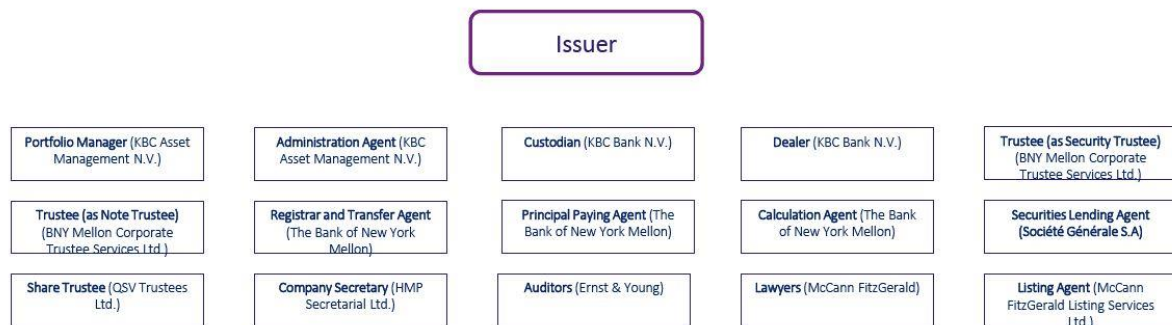 Issuer
Portfolio Manager (KBC Asset
Management N.V.)
Administration Agent (KBC
Asset Management N.V.)
Custodian (KBC Bank N.V.)
Dealer (KBC Bank N.V.)
Trustee (as Security Trustee)
(BNY Mellon Corporate
Trustee Services Ltd.)
Trustee (as Note Trustee)
(BNY Mellon Corporate
Trustee Services Ltd.)
Registrar and Transfer Agent
(The Bank of New York
Mellon)
Principal Paying Agent (The
Bank of New York Mellon)
Calculation Agent (The Bank
of New York Mellon)
Securities Lending Agent
(Société Générale S.A)
Share Trustee (QSV Trustees
Ltd.)
Company Secretary (HMP
Secretarial Ltd.)
Auditors (Ernst & Young)
Lawyers (McCann FitzGerald)
Listing Agent (McCann
FitzGerald Listing Services
Ltd.)